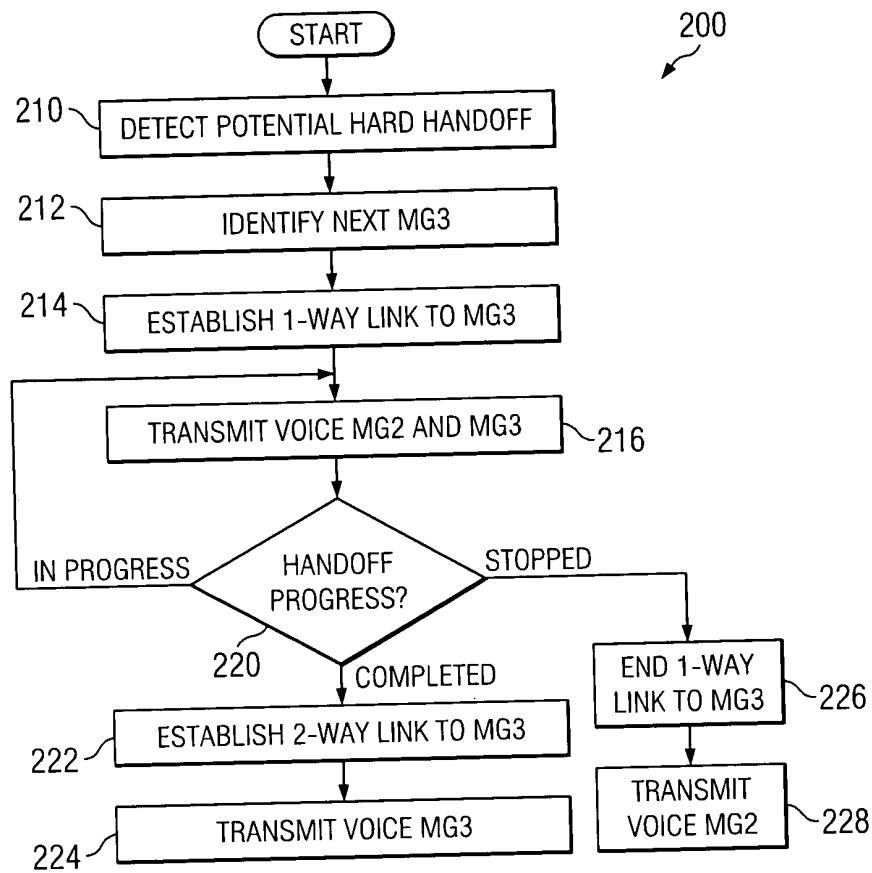 START
200
210
DETECT POTENTIAL HARD HANDOFF
212
IDENTIFY NEXT MG3
214
ESTABLISH 1-WAY LINK TO MG3
TRANSMIT VOICE MG2 AND MG3
216
IN PROGRESS
HANDOFF
PROGRESS?
STOPPED
220
COMPLETED
END 1-WAY
LINK TO MG3
226
222
ESTABLISH 2-WAY LINK TO MG3
TRANSMIT
VOICE MG2
228
224
TRANSMIT VOICE MG3